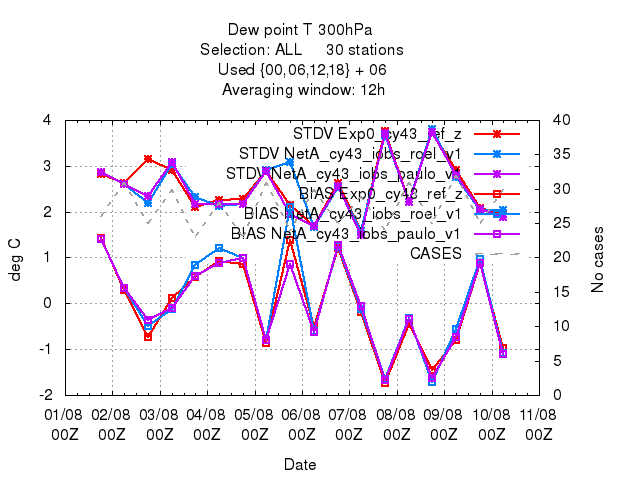 Dew point T 300hPa
Selection: ALL 30 stations
Used {00,06,12,18} + 06
Averaging window: 12h
4
3
2
1
0
-1
-2
deg C
40
35
30
25
20
15
10
5
0
No cases
STDV Exp0_cy43_ref_z
STDV NetA_cy43_iobs_roel_v1
STDV NetA_cy43_iobs_paulo_v1
BIAS Exp0_cy43_ref_z
BIAS NetA_cy43_iobs_roel_v1
BIAS NetA_cy43_iobs_paulo_v1
CASES
01/08 02/08 03/08 04/08 05/08 06/08 07/08 08/08 09/08 10/08 11/08
00Z 00Z 00Z 00Z 00Z 00Z 00Z 00Z 00Z 00Z 00Z
Date